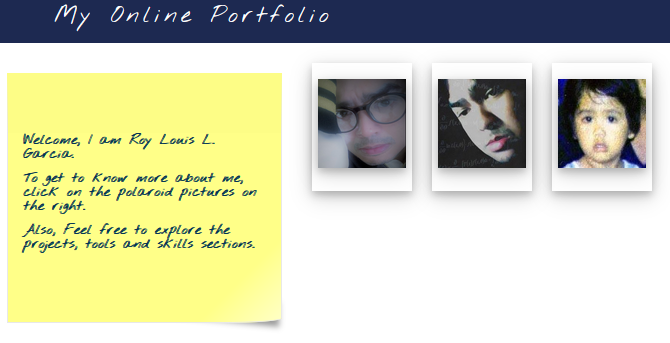 My Online Portfolio
Welcome, I am Roy Louis L.
Garcia.
To get to know more about me,
click on the polaroid pictures on
the right.
Also, Feel free to explore the
projects, tools and skills sections.